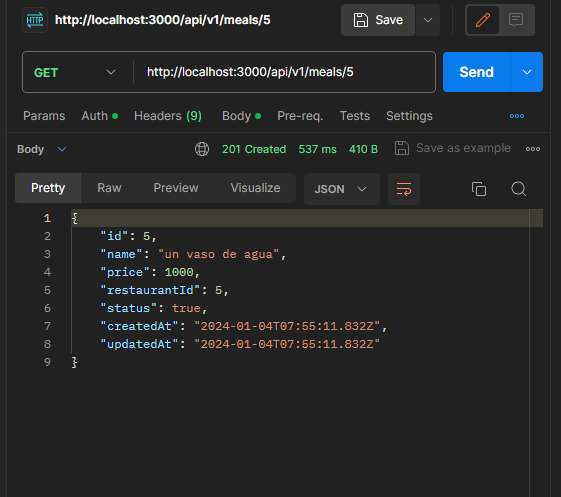 HTTP http://localhost:3000/api/v1/meals/5 Save
GET http://localhost:3000/api/v1/meals/5 Send
Params Auth Headers (9) Body Pre-req. Tests Settings
Body 201 Created 537 ms 410 B Save as example
Pretty Raw Preview Visualize JSON
1 {
2 "id": 5,
3 "name": "un vaso de agua",
4 "price": 1000,
5 "restaurantId": 5,
6 "status": true,
7 "createdAt": "2024-01-04T07:55:11.832Z",
8 "updatedAt": "2024-01-04T07:55:11.832Z"
9 }